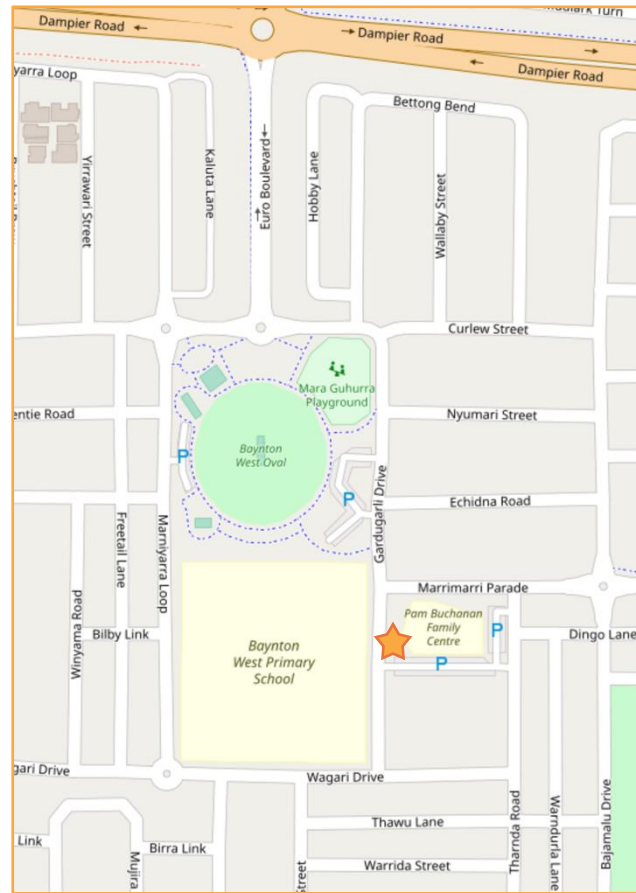 Dampier Road
Dampier Road
Dampier Road
yarra Loop
Yirrawari Street
Kaluta Lane
Euro Boulevard
Hobby Lane
Bettong Bend
Wallaby Street
Curlew Street
Mara Guhurra
Playground
entie Road
Nyumari Street
Baynton
West Oval
P
P
Gardugarli Drive
Echidna Road
Freetail Lane
Marniyarra Loop
Winyama Road
Marrimarri Parade
Pam Buchanan
Family
Centre
P
P
Bilby Link
Dingo Lane
Baynton
West Primary
School
gari Drive
Wagari Drive
Tharnda Road
Warndurla Lane
Bajamalu Drive
Thawu Lane
Link
Birra Link
Mujira
Street
Warrida Street